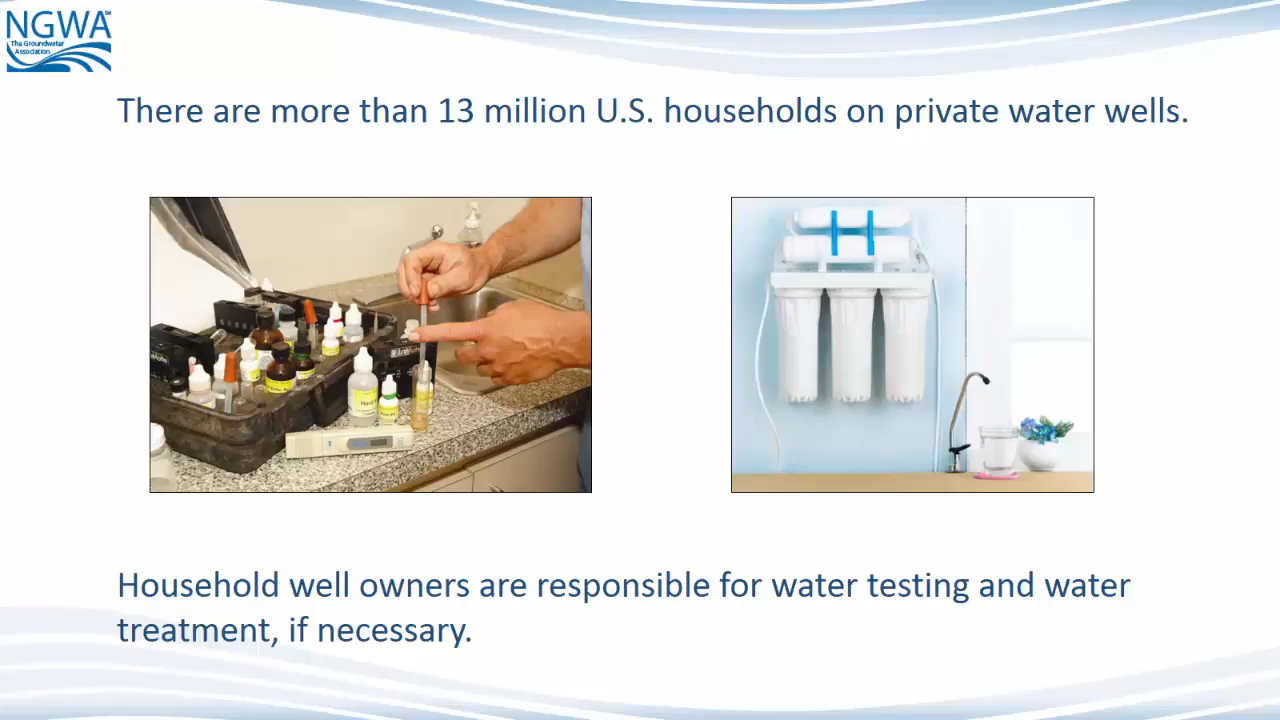 NGWA
The Groundwater
Association
There are more than 13 million U.S. households on private water wells.
Household well owners are responsible for water testing and water
treatment, if necessary.